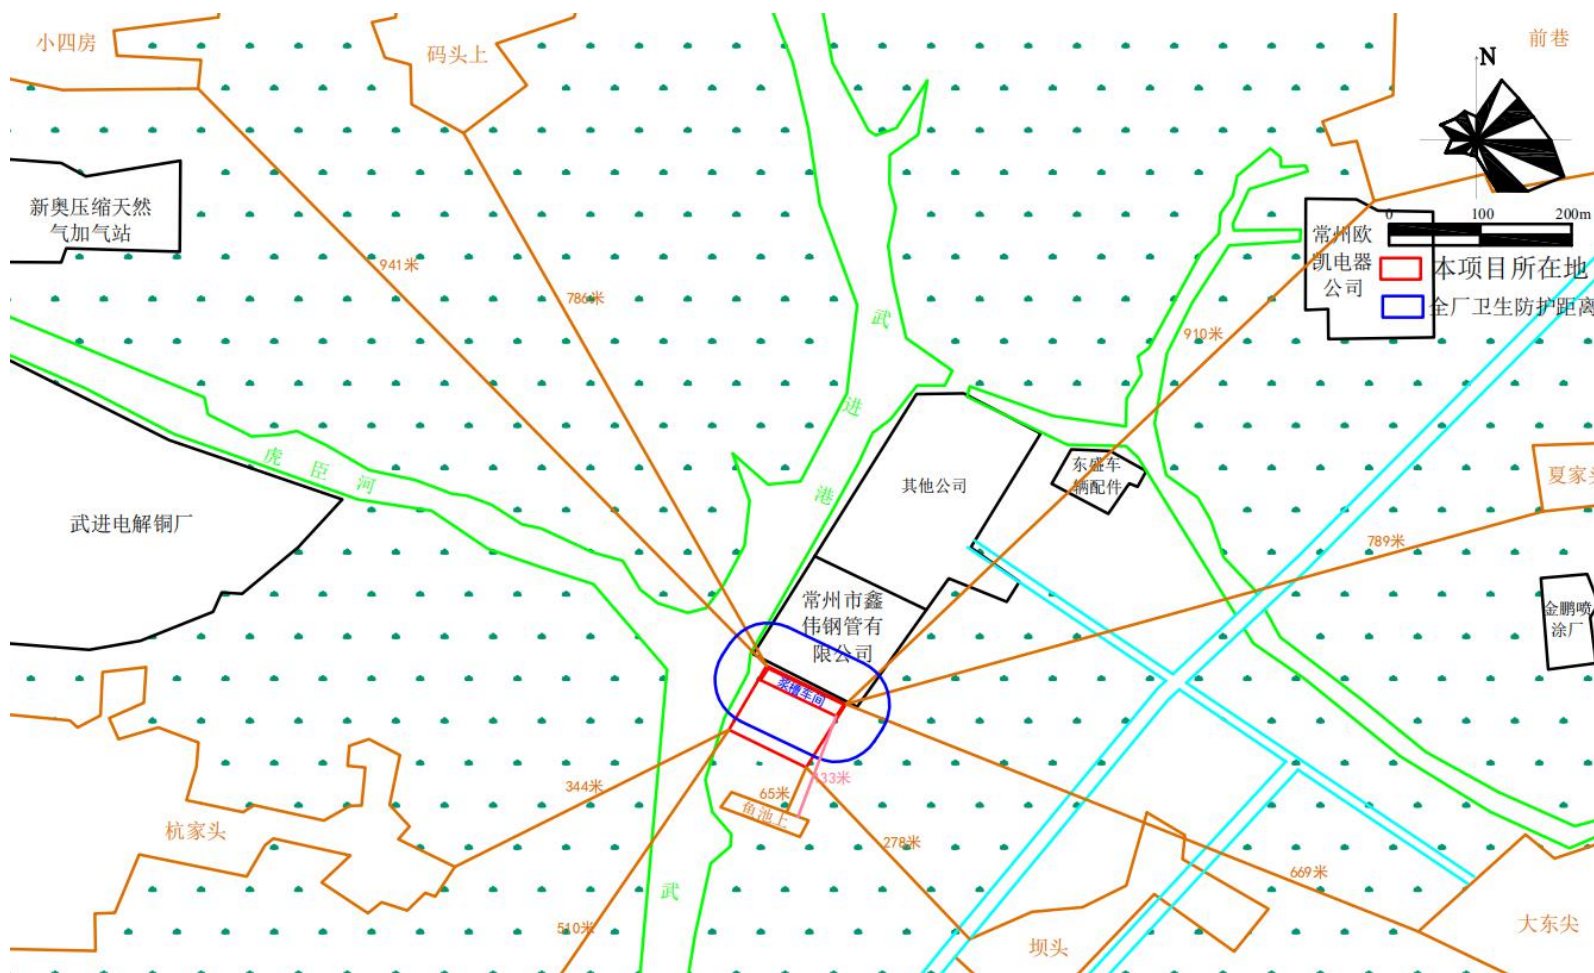 小四房
码头上
前巷
N
新奥压缩天然
气加气站
0 100 200m
常州欧
凯电器
公司
本项目所在地
全厂卫生防护距离
941米
786米
910米
武
进
港
虎臣河
其他公司
东盛车
辆配件
夏家
武进电解铜厂
789米
常州市鑫
伟钢管有
限公司
金鹏喷
涂厂
浆槽车间
344米
65米
133米
鱼池上
杭家头
278米
669米
武
510米
坝头
大东尖